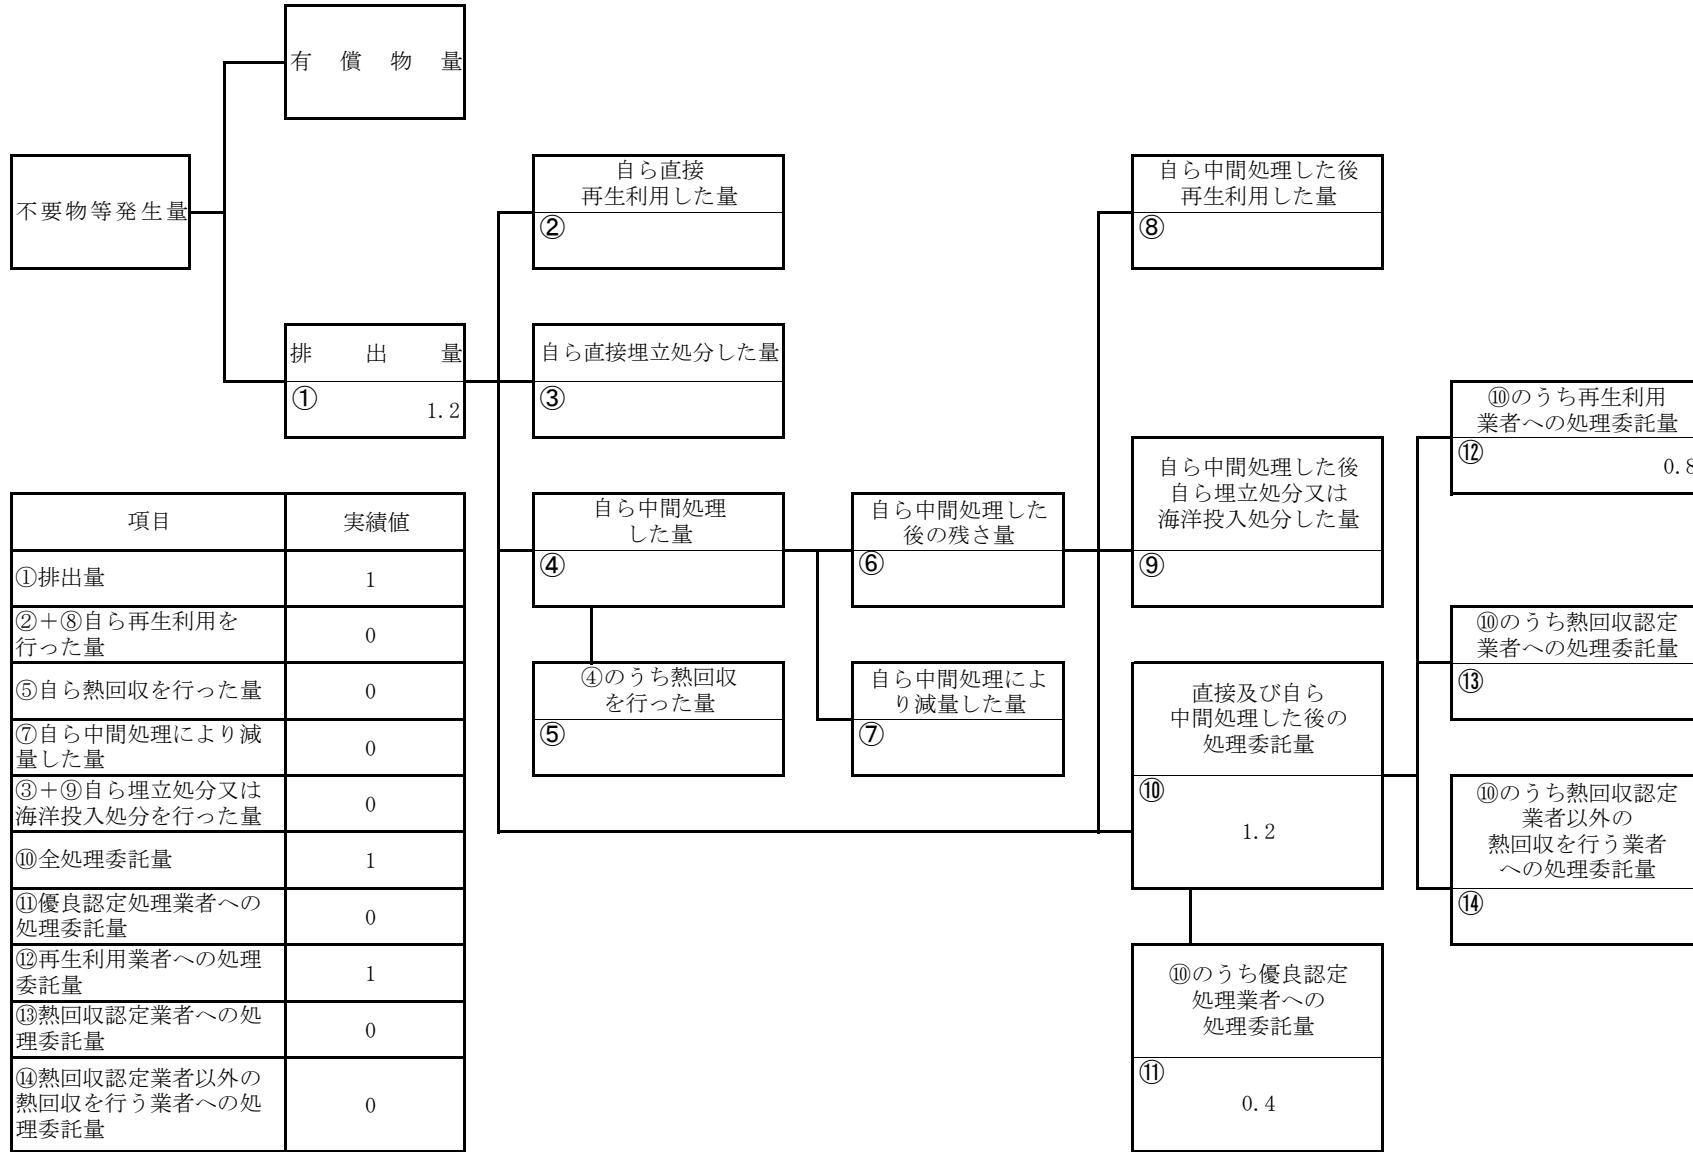 有償物量
不要物等発生量
排出量
①
1.2
自ら直接
再生利用した量
②
自ら直接埋立処分した量
③
自ら中間処理
した量
④
④のうち熱回収
を行った量
⑤
自ら中間処理した
後の残さ量
⑥
自ら中間処理によ
り減量した量
⑦
自ら中間処理した後
再生利用した量
⑧
自ら中間処理した後
自ら埋立処分又は
海洋投入処分した量
⑨
直接及び自ら
中間処理した後の
処理委託量
⑩
1.2
⑩のうち優良認定
処理業者への
処理委託量
⑪
0.4
⑩のうち再生利用
業者への処理委託量
⑫
0.8
⑩のうち熱回収認定
業者への処理委託量
⑬
⑩のうち熱回収認定
業者以外の
熱回収を行う業者
への処理委託量
⑭
項目 実績値
①排出量 1
②＋⑧自ら再生利用を
行った量 0
⑤自ら熱回収を行った量 0
⑦自ら中間処理により減
量した量 0
③＋⑨自ら埋立処分又は
海洋投入処分を行った量 0
⑩全処理委託量 1
⑪優良認定処理業者への
処理委託量 0
⑫再生利用業者への処理
委託量 1
⑬熱回収認定業者への処
理委託量 0
⑭熱回収認定業者以外の
熱回収を行う業者への処
理委託量 0